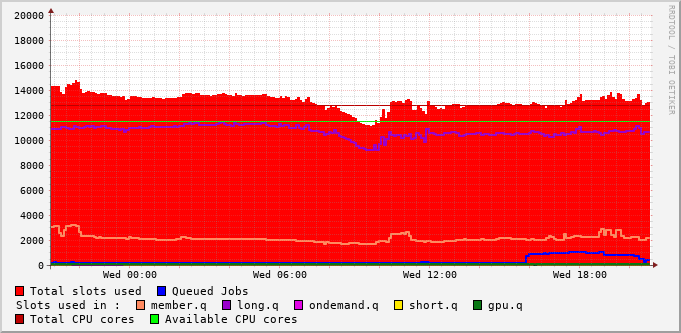 20000
18000
16000
14000
12000
10000
8000
6000
4000
2000
0
Wed 00:00 Wed 06:00 Wed 12:00 Wed 18:00
RRDTOOL / TOBI OETIKER
Total slots used Queued Jobs
Slots used in : member.q long.q ondemand.q short.q gpu.q
Total CPU cores Available CPU cores